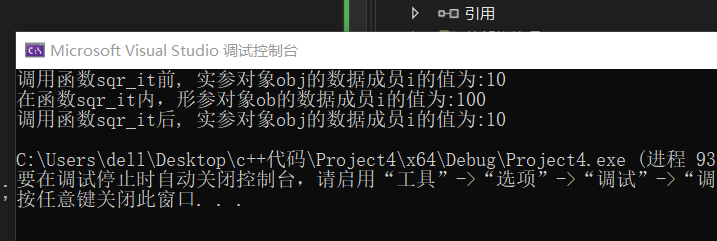 引用
Microsoft Visual Studio 调试控制台
调用函数sqr_it前, 实参对象obj的数据成员i的值为:10
在函数sqr_it内，形参对象ob的数据成员i的值为:100
调用函数sqr_it后, 实参对象obj的数据成员i的值为:10
C:\Users\dell\Desktop\c++代码\Project4\x64\Debug\Project4.exe (进程 93
要在调试停止时自动关闭控制台，请启用“工具”->“选项”->“调试”->“调
按任意键关闭此窗口. . .